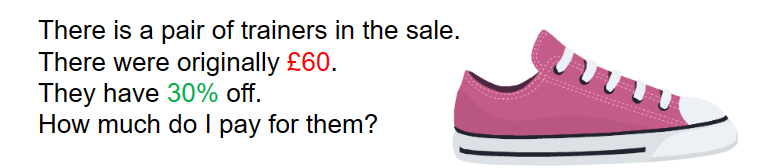 There is a pair of trainers in the sale.
There were originally £60.
They have 30% off.
How much do I pay for them?